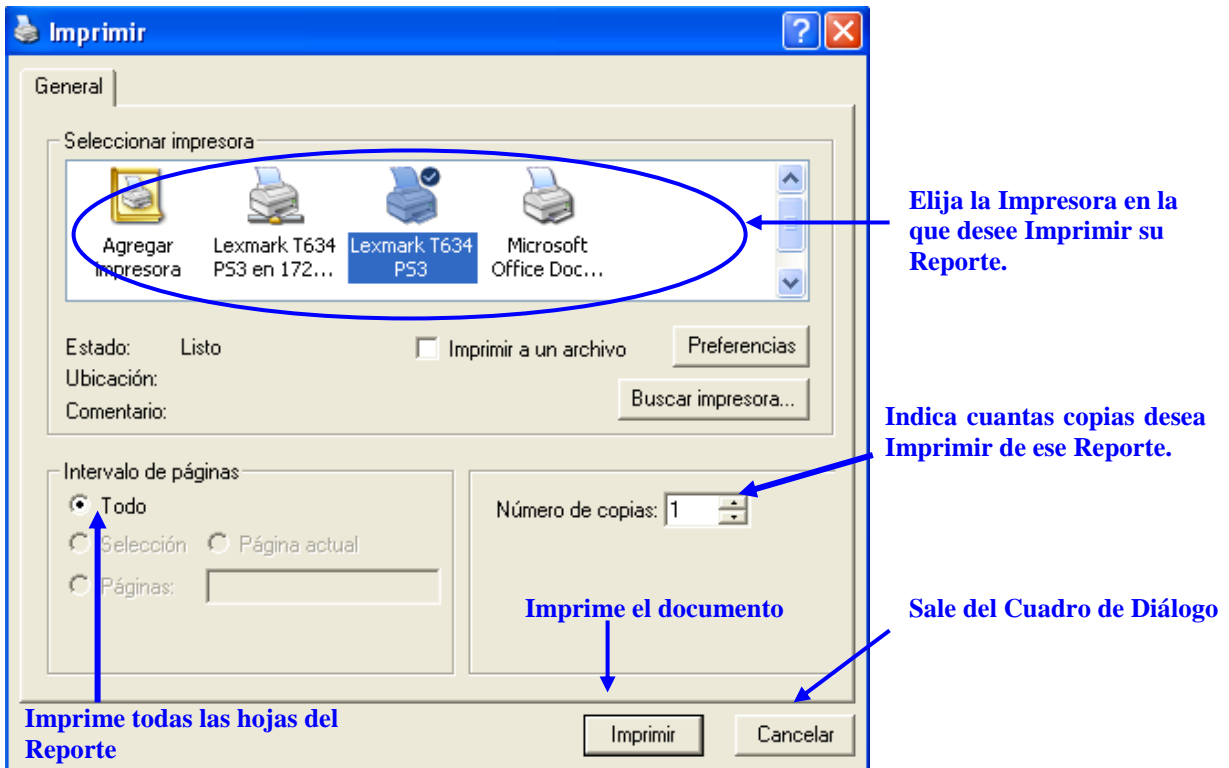 Imprimir
General
Seleccionar impresora
Agregar impresora
Lexmark T634 PS3 en 172...
Lexmark T634 PS3
Microsoft Office Doc...
Elija la Impresora en la
que desee Imprimir su
Reporte.
Estado: Listo
Imprimir a un archivo
Preferencias
Ubicación:
Buscar impresora...
Comentario:
Indica cuantas copias desea
Imprimir de ese Reporte.
Intervalo de páginas
Todo
Selección Página actual
Páginas:
Número de copias: 1
Imprime el documento
Sale del Cuadro de Diálogo
Imprime todas las hojas del
Reporte
Imprimir
Cancelar